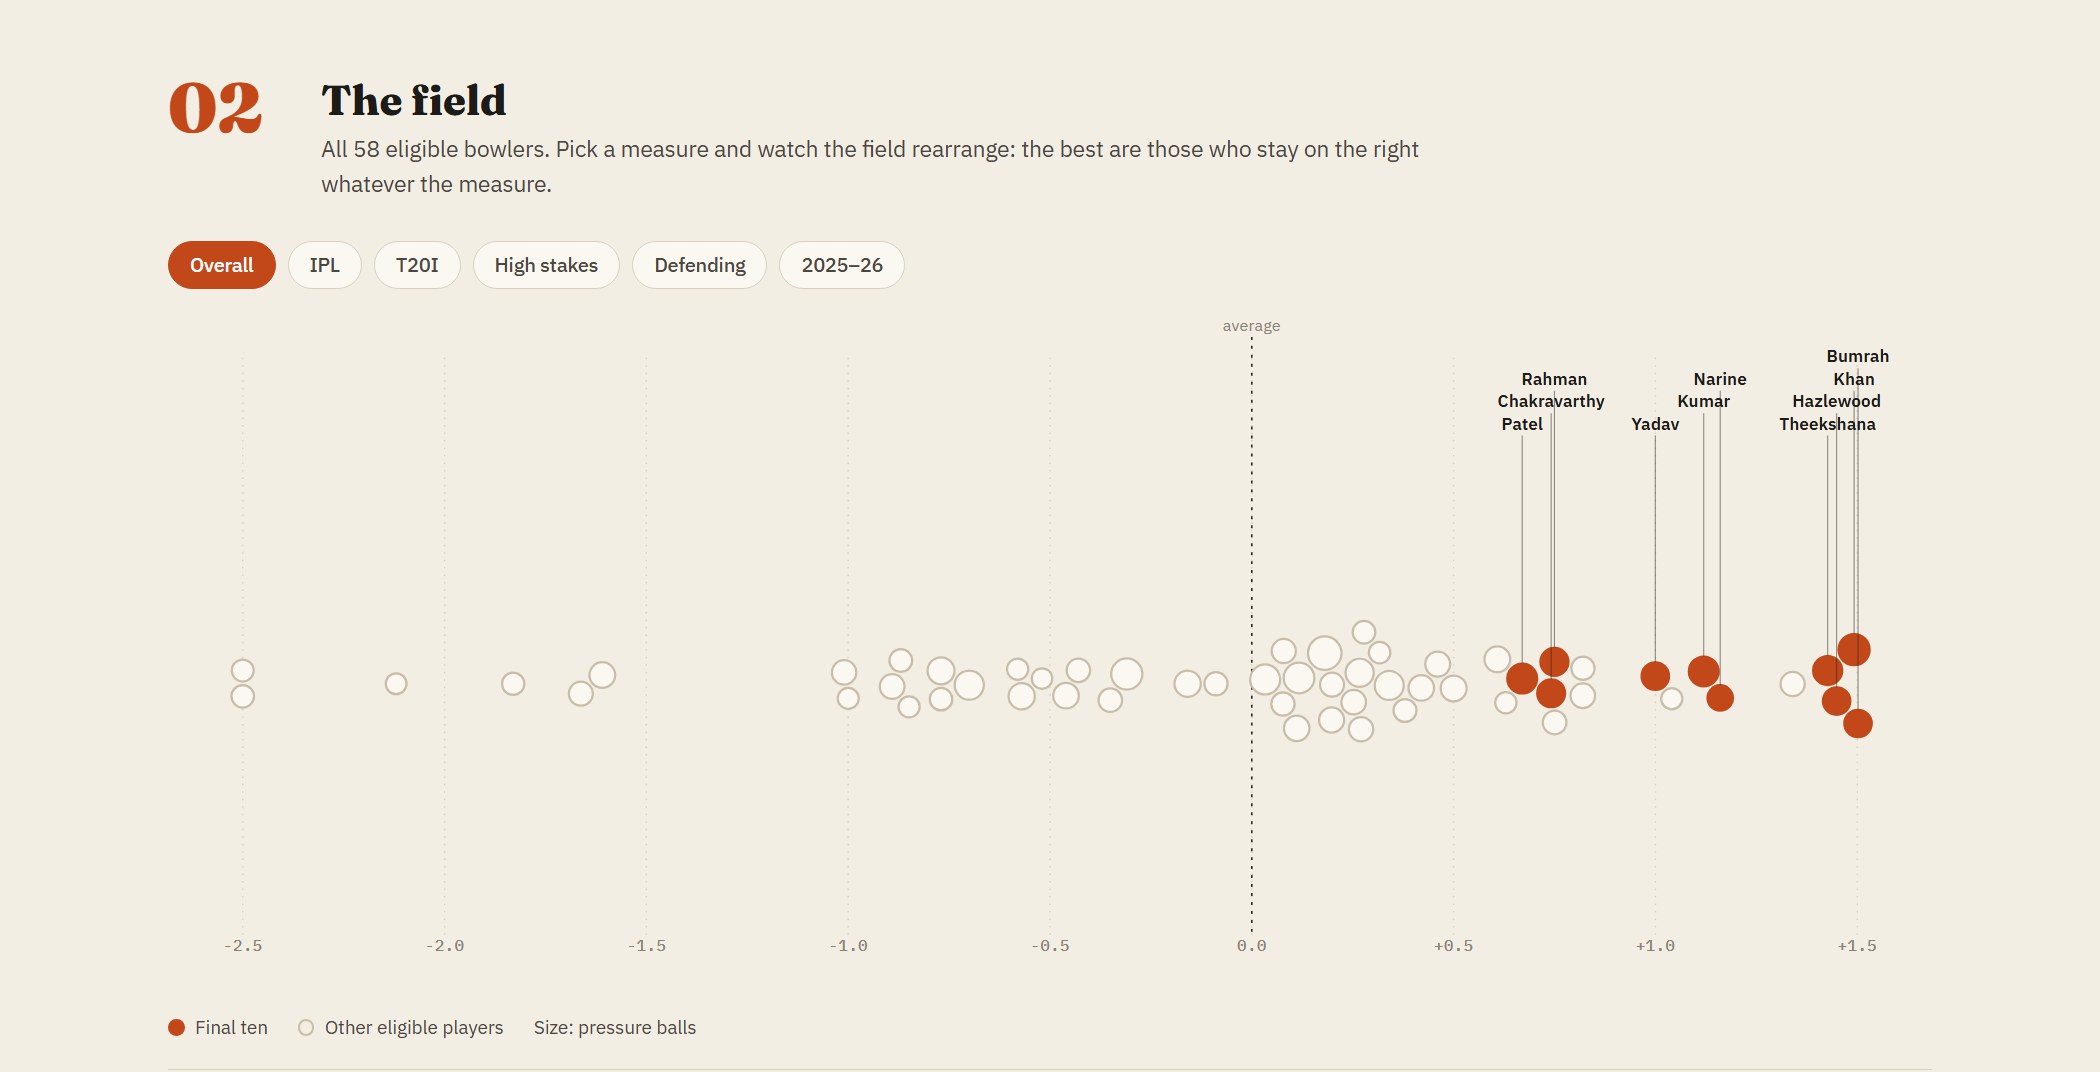 02
The field
All 58 eligible bowlers. Pick a measure and watch the field rearrange: the best are those who stay on the right
whatever the measure.
Overall
IPL
T20I
High stakes
Defending
2025–26
average
Bumrah
Rahman
Narine
Khan
Chakravarthy
Kumar
Hazlewood
Patel
Yadav
Theekshana
-2.5
-2.0
-1.5
-1.0
-0.5
0.0
+0.5
+1.0
+1.5
Final ten
Other eligible players
Size: pressure balls